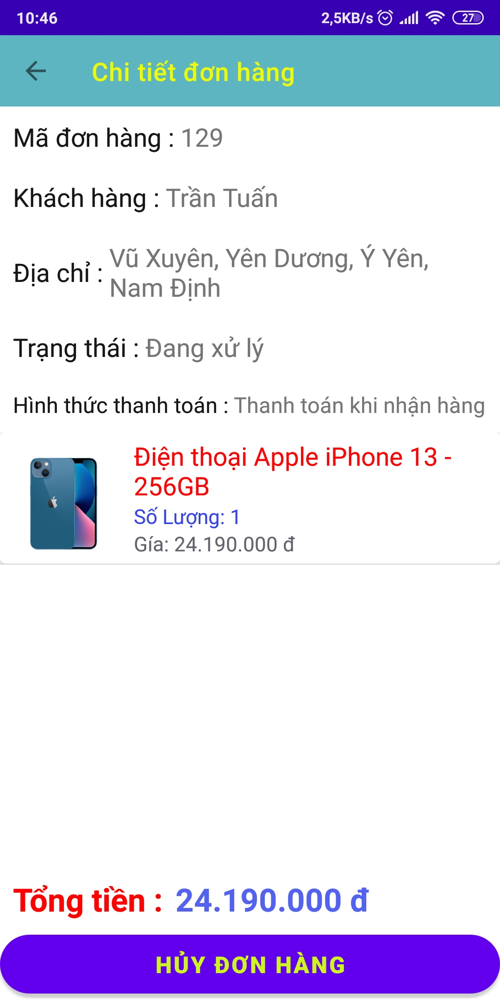 10:46 2,5KB/s 27
Chi tiết đơn hàng
Mã đơn hàng : 129
Khách hàng : Trần Tuấn
Địa chỉ : Vũ Xuyên, Yên Dương, Ý Yên,
Nam Định
Trạng thái : Đang xử lý
Hình thức thanh toán : Thanh toán khi nhận hàng
Điện thoại Apple iPhone 13 -
256GB
Số Lượng: 1
Gía: 24.190.000 đ
Tổng tiền : 24.190.000 đ
HỦY ĐƠN HÀNG